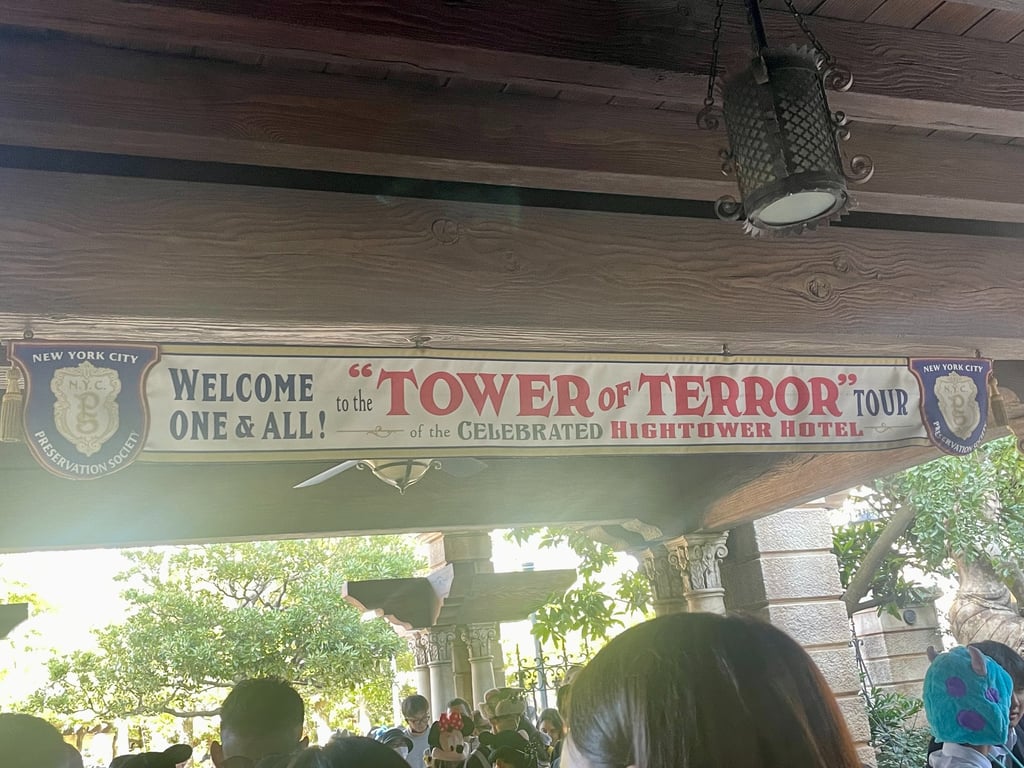 NEW YORK CITY
N.Y.C.
P
PRESERVATION SOCIETY
WELCOME
ONE & ALL!
to the "TOWER OF TERROR" TOUR
of the CELEBRATED HIGHTOWER HOTEL
NEW YORK CITY
N.Y.C.
P
PRESERVATION SOCIETY